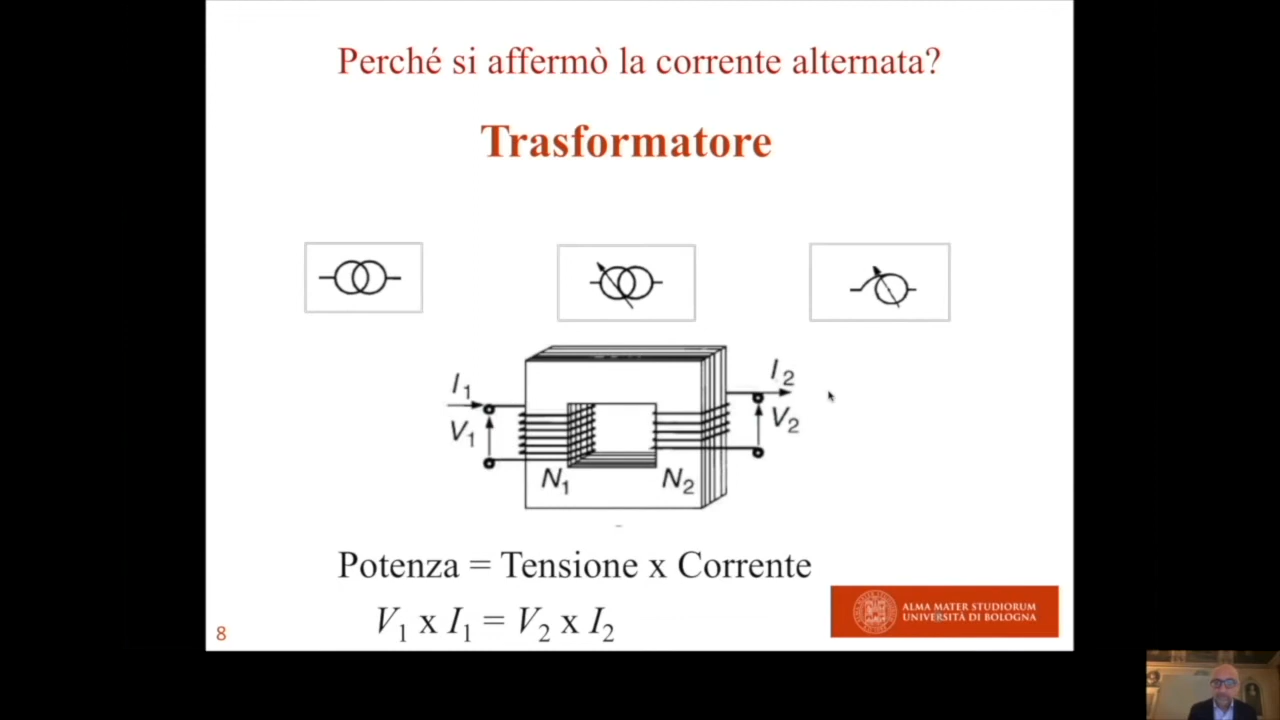 Perché si affermò la corrente alternata?
Trasformatore
I1
I2
V1
V2
N1
N2
Potenza = Tensione x Corrente
V1 x I1 = V2 x I2
ALMA MATER STUDIORUM
UNIVERSITÀ DI BOLOGNA
8